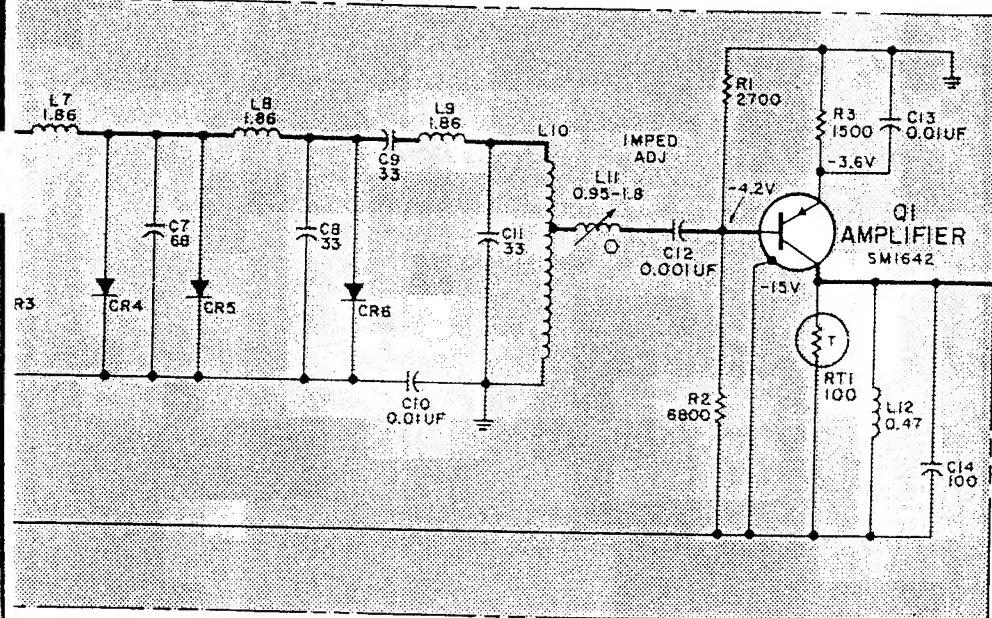 L7
1.86
L8
1.86
L9
1.86
L10
C9
33
IMPED
ADJ
L11
0.95-1.8
R1
2700
R3
1500
C13
0.01UF
-3.6V
-4.2V
Q1
AMPLIFIER
SM1642
C7
68
C8
33
C11
33
C12
0.001UF
-15V
R3
CR4
CR5
CR6
T
RT1
100
C10
0.01UF
R2
6800
L12
0.47
C14
100